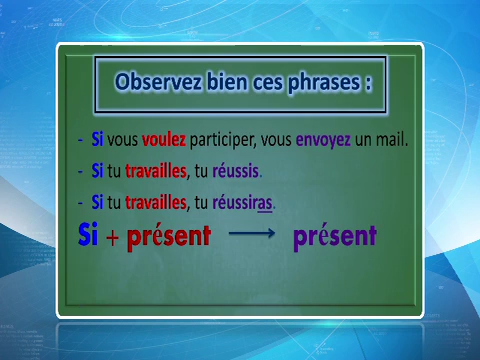 Observez bien ces phrases :
- Si vous voulez participer, vous envoyez un mail.
- Si tu travailles, tu réussis.
- Si tu travailles, tu réussiras.
Si + présent → présent